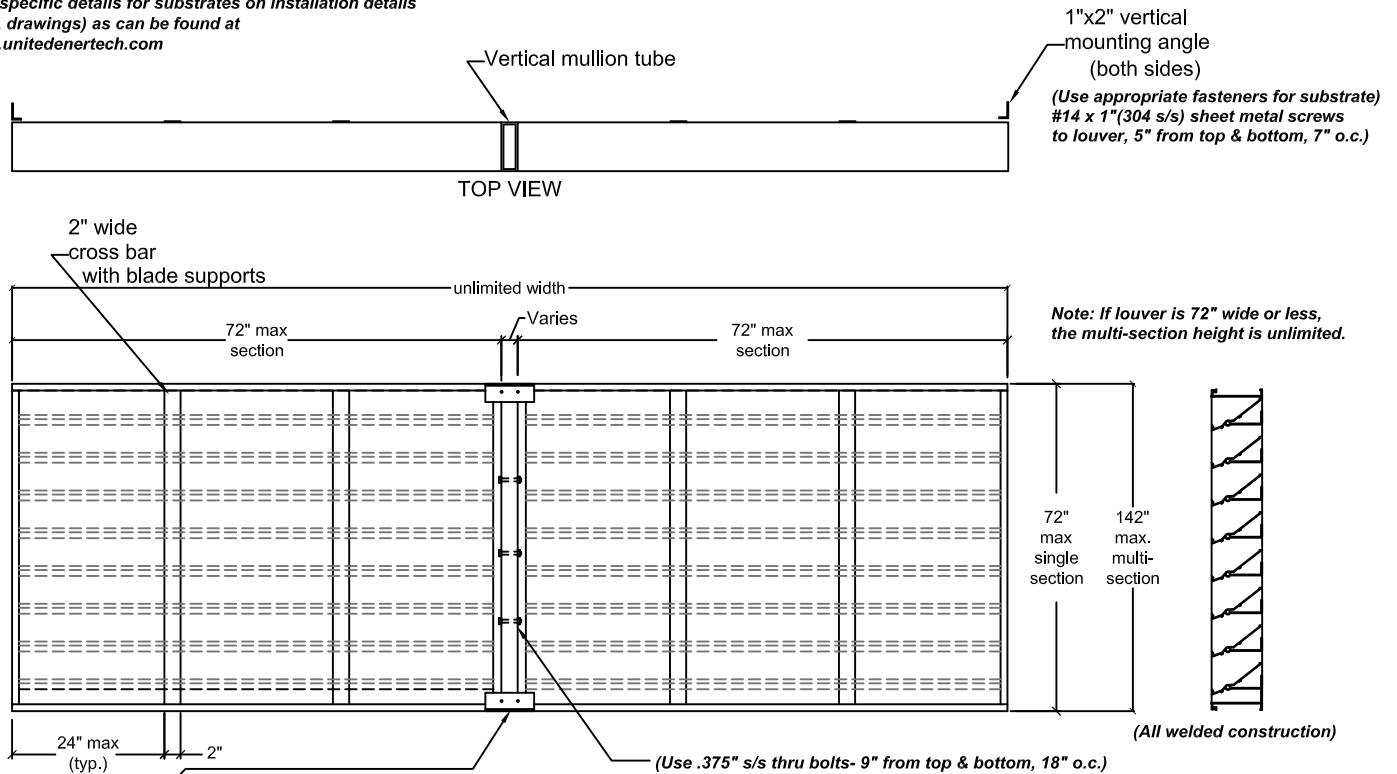 specific details for substrates on installation details
drawings) as can be found at
.unitedenertech.com
1"x2" vertical
mounting angle
(both sides)
Vertical mullion tube
(Use appropriate fasteners for substrate)
#14 x 1"(304 s/s) sheet metal screws
to louver, 5" from top & bottom, 7" o.c.)
TOP VIEW
2" wide
cross bar
with blade supports
unlimited width
Varies
72" max
section
72" max
section
Note: If louver is 72" wide or less,
the multi-section height is unlimited.
72"
max
single
section
142"
max.
multi-
section
(All welded construction)
24" max
(typ.)
2"
(Use .375" s/s thru bolts- 9" from top & bottom, 18" o.c.)